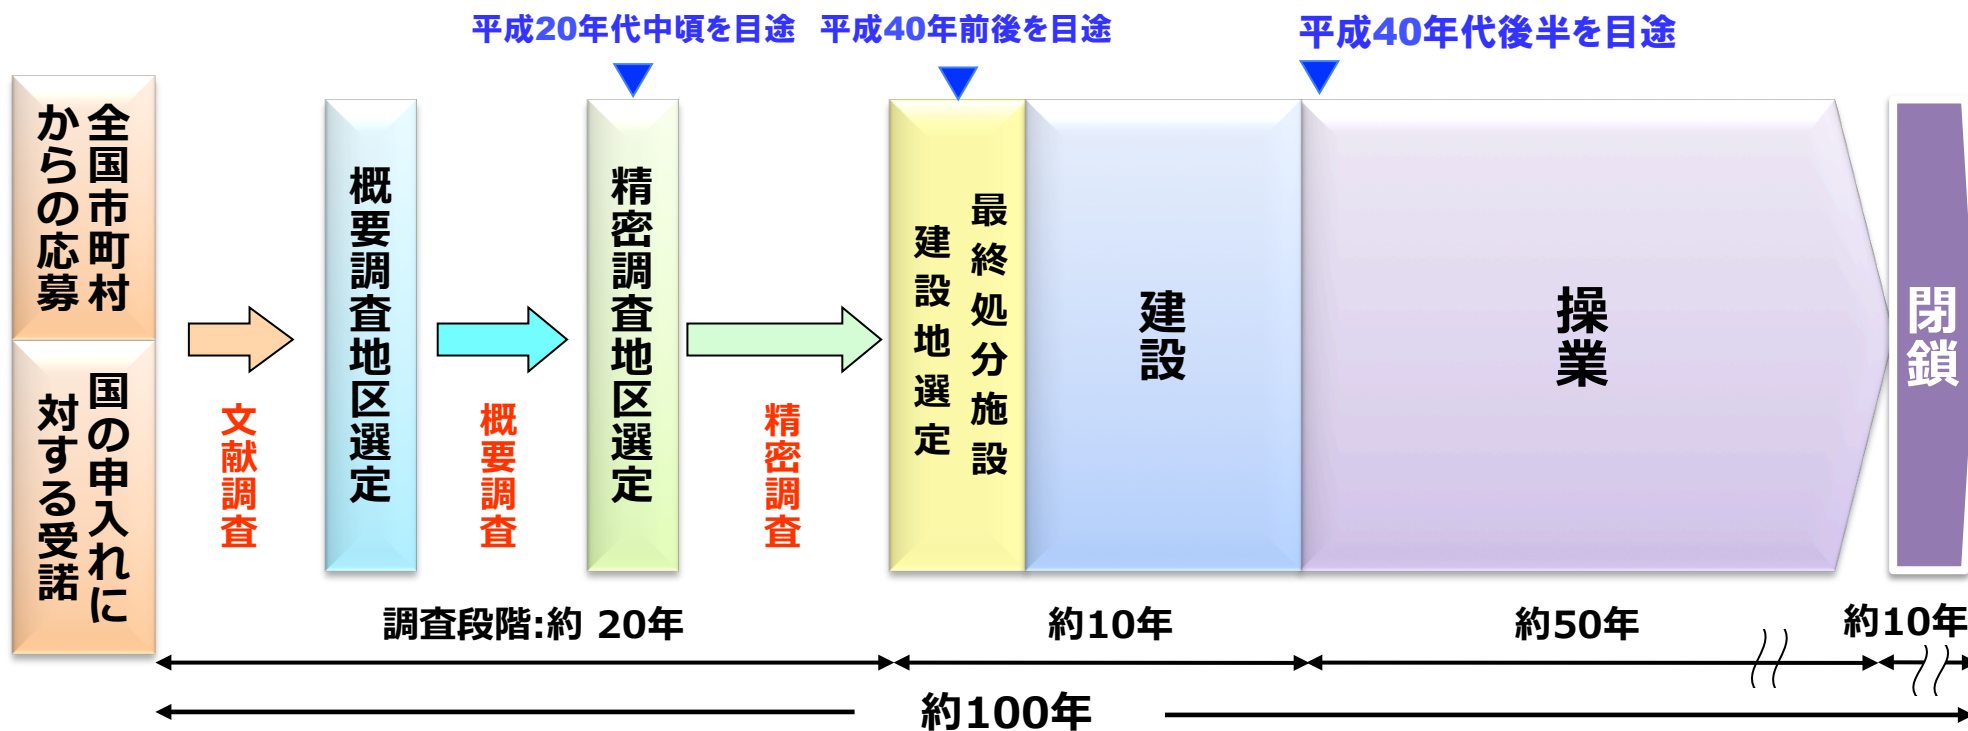 平成20年代中頃を目途
平成40年前後を目途
平成40年代後半を目途
全国市町村
からの応募
国の申入れに
対する受諾
文献調査
概要調査地区選定
概要調査
精密調査地区選定
精密調査
最終処分施設
建設地選定
建設
操業
閉鎖
調査段階:約 20年
約10年
約50年
約10年
約100年